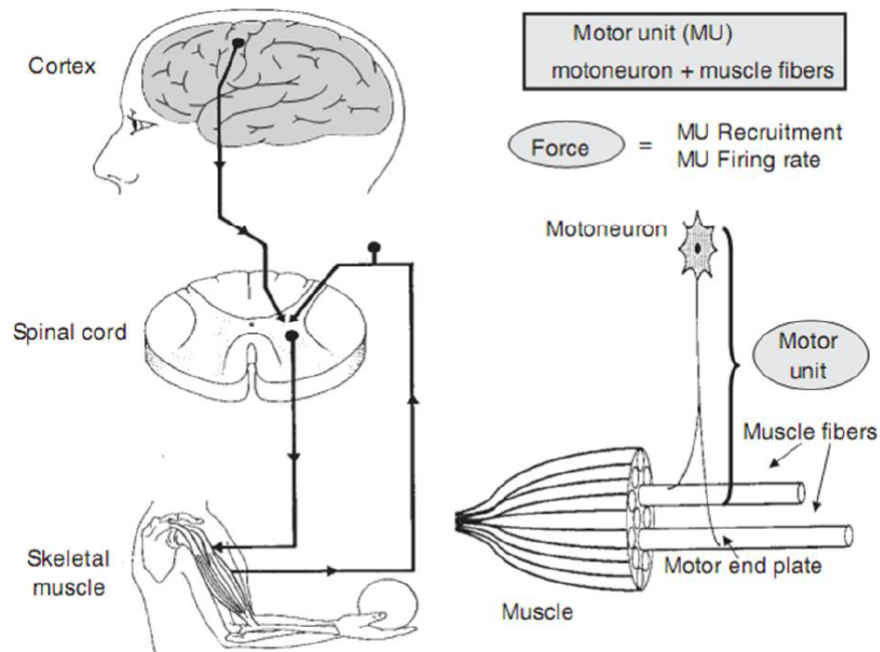 Cortex
Spinal cord
Skeletal
muscle
Motor unit (MU)
motoneuron + muscle fibers
Force = MU Recruitment
MU Firing rate
Motoneuron
Motor
unit
Muscle fibers
Motor end plate
Muscle